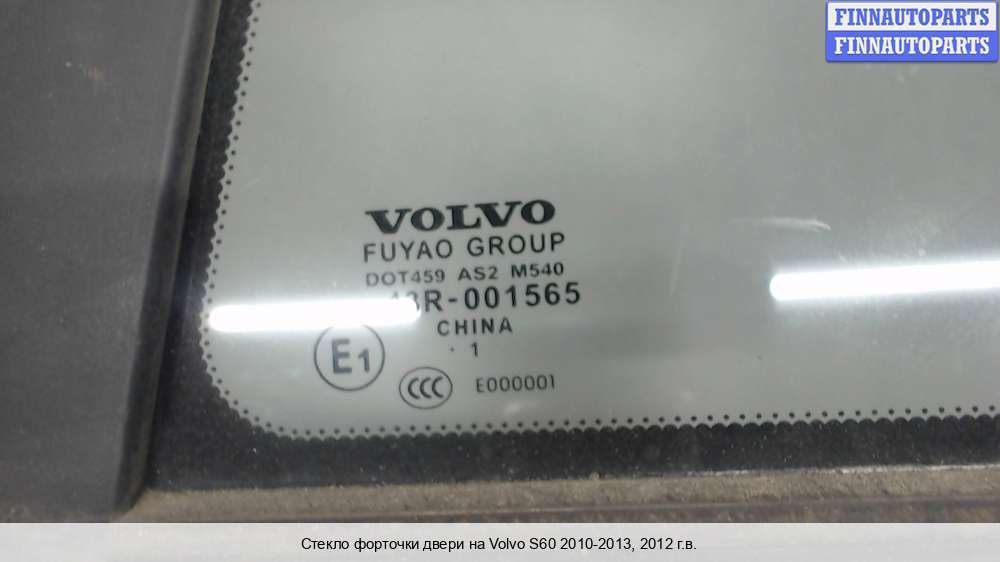 FINNAUTOPARTS
FINNAUTOPARTS
VOLVO
FUYAO GROUP
DOT459 AS2 M540
43R-001565
CHINA
· 1
E1
CCC E000001
Стекло форточки двери на Volvo S60 2010-2013, 2012 г.в.